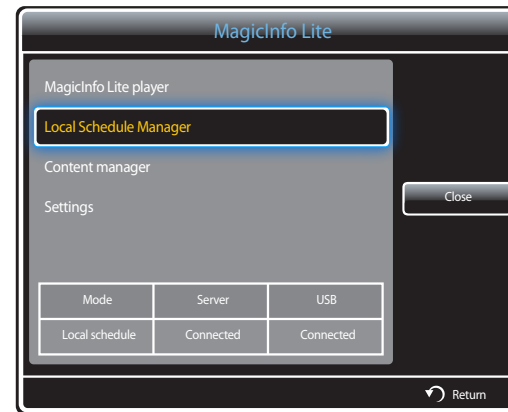 MagicInfo Lite
MagicInfo Lite player
Local Schedule Manager
Content manager
Settings
Close
Mode Server USB
Local schedule Connected Connected
Return